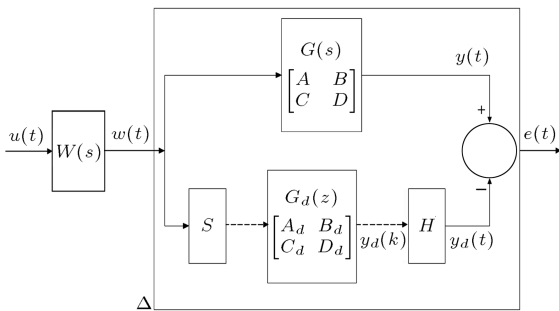 G(s)
[A B
C D]
y(t)
+
u(t)
W(s)
w(t)
e(t)
−
S
G_d(z)
[A_d B_d
C_d D_d]
y_d(k)
H
y_d(t)
Δ